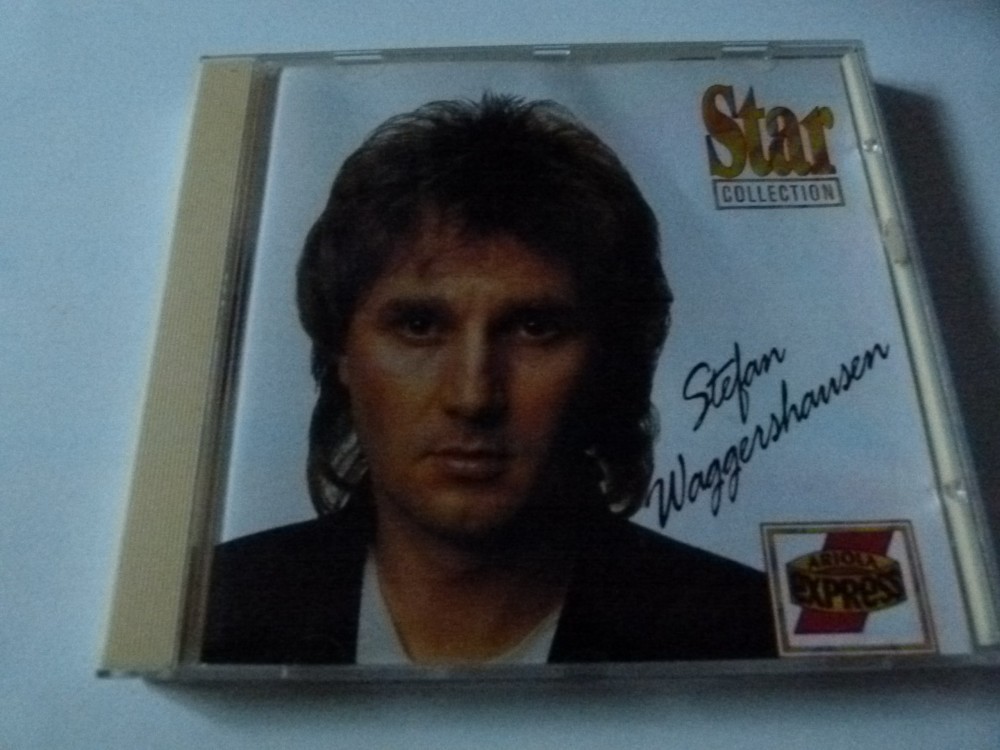 Star
COLLECTION
Stefan
Waggershausen
ARIOLA
EXPRESS